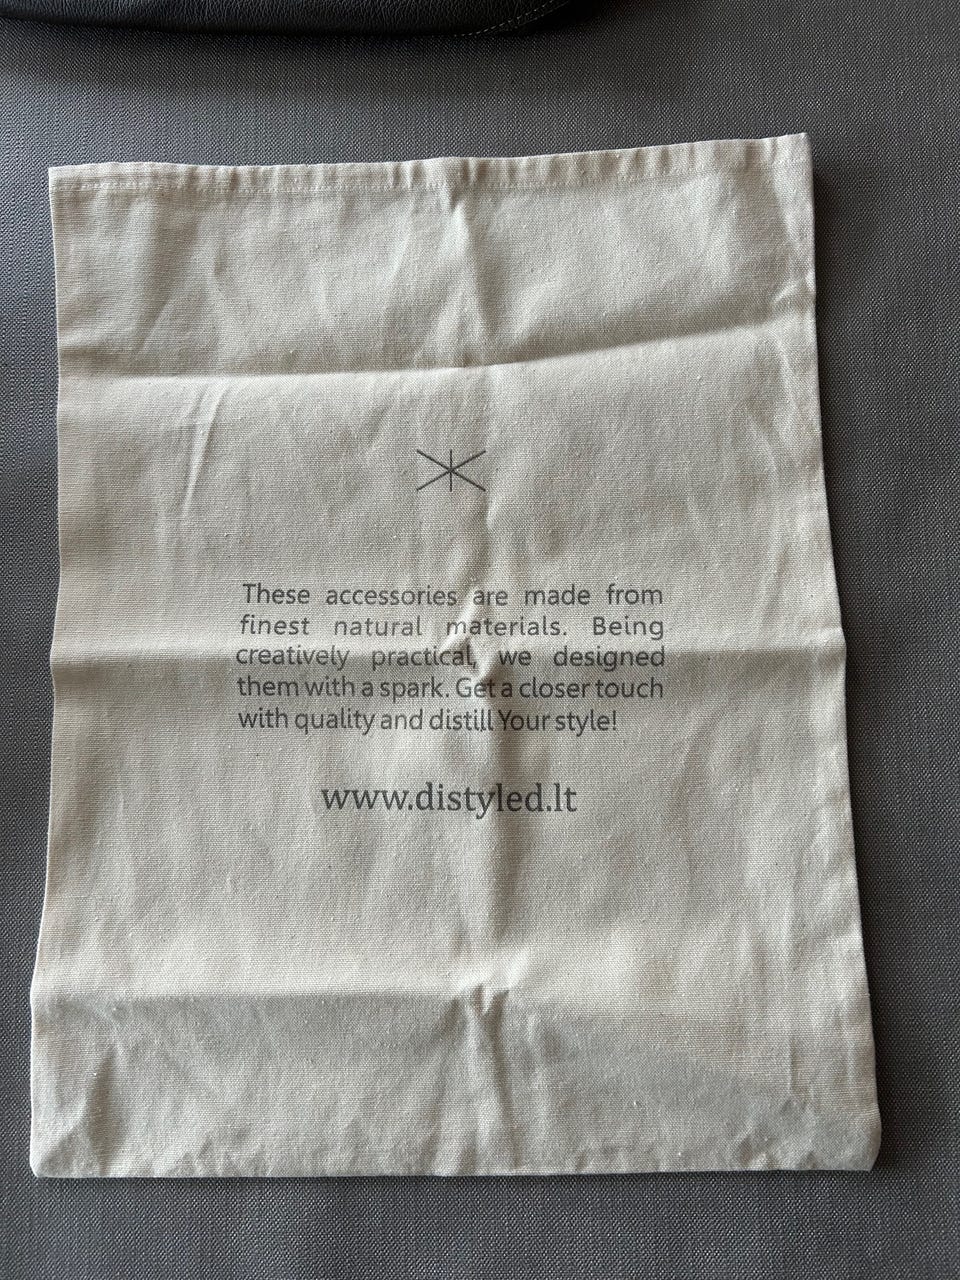 These accessories are made from
finest natural materials. Being
creatively practical, we designed
them with a spark. Get a closer touch
with quality and distill Your style!
www.distyled.lt